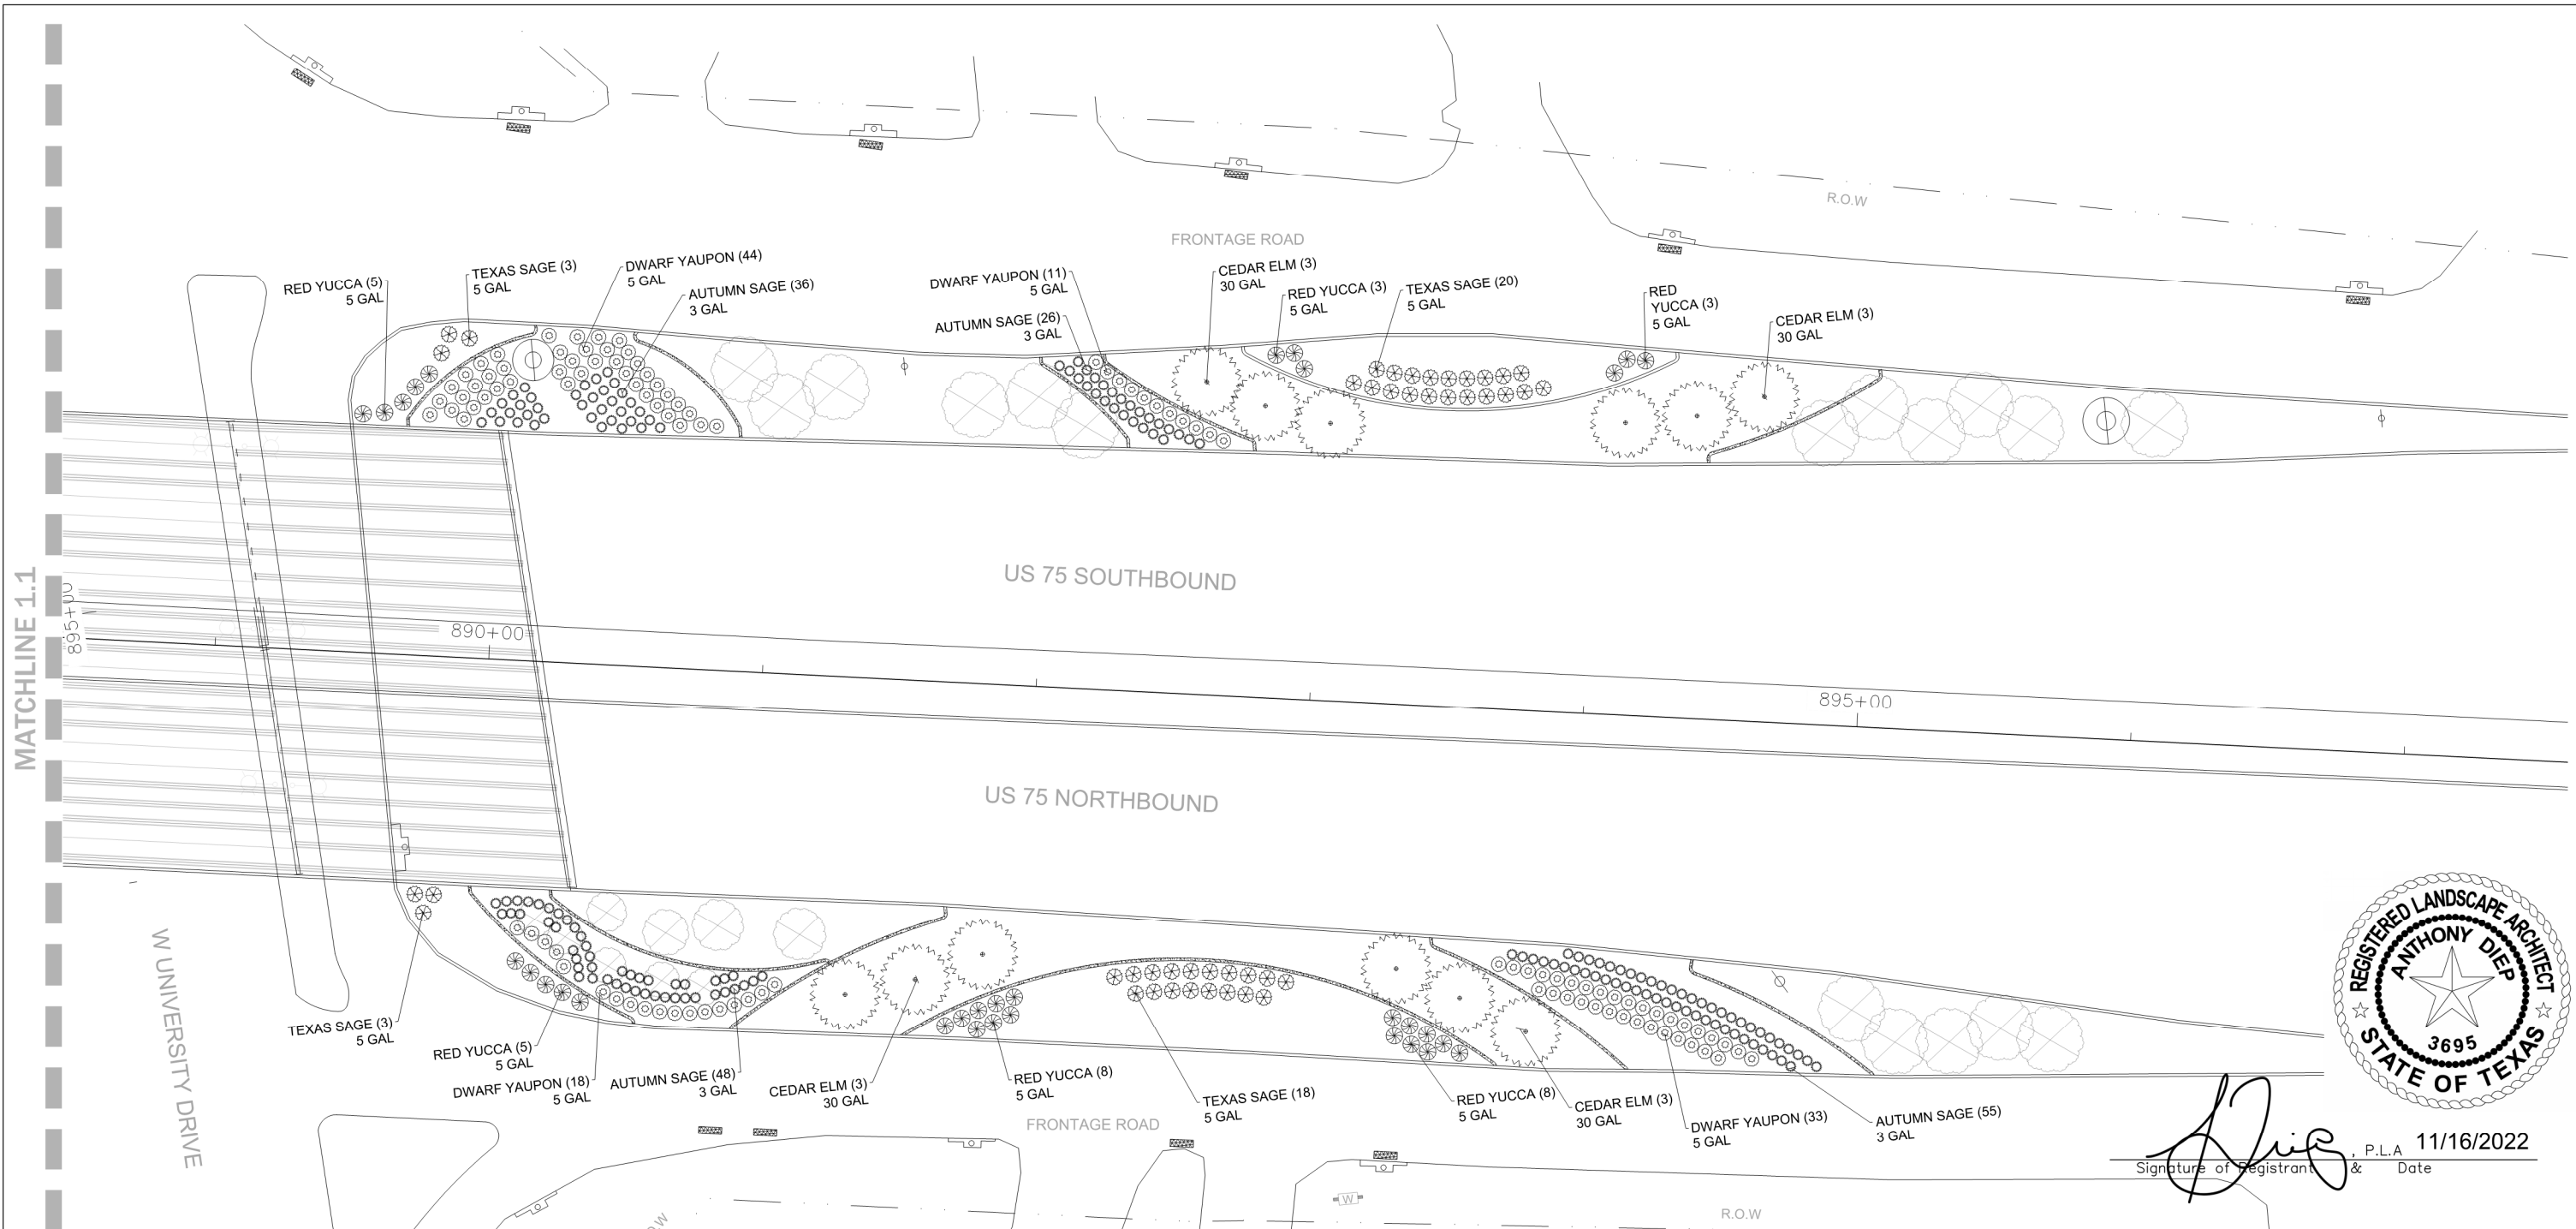 MATCHLINE 1.1
R.O.W
FRONTAGE ROAD
RED YUCCA (5)
5 GAL
TEXAS SAGE (3)
5 GAL
DWARF YAUPON (44)
5 GAL
AUTUMN SAGE (36)
3 GAL
DWARF YAUPON (11)
5 GAL
AUTUMN SAGE (26)
3 GAL
CEDAR ELM (3)
30 GAL
RED YUCCA (3)
5 GAL
TEXAS SAGE (20)
5 GAL
RED
YUCCA (3)
5 GAL
CEDAR ELM (3)
30 GAL
US 75 SOUTHBOUND
895+00
890+00
895+00
US 75 NORTHBOUND
W UNIVERSITY DRIVE
TEXAS SAGE (3)
5 GAL
RED YUCCA (5)
5 GAL
DWARF YAUPON (18)
5 GAL
AUTUMN SAGE (48)
3 GAL
CEDAR ELM (3)
30 GAL
RED YUCCA (8)
5 GAL
TEXAS SAGE (18)
5 GAL
RED YUCCA (8)
5 GAL
CEDAR ELM (3)
30 GAL
DWARF YAUPON (33)
5 GAL
AUTUMN SAGE (55)
3 GAL
FRONTAGE ROAD
W
R.O.W
REGISTERED LANDSCAPE ARCHITECT
ANTHONY DIEP
3695
STATE OF TEXAS
, P.L.A 11/16/2022
Signature of Registrant & Date